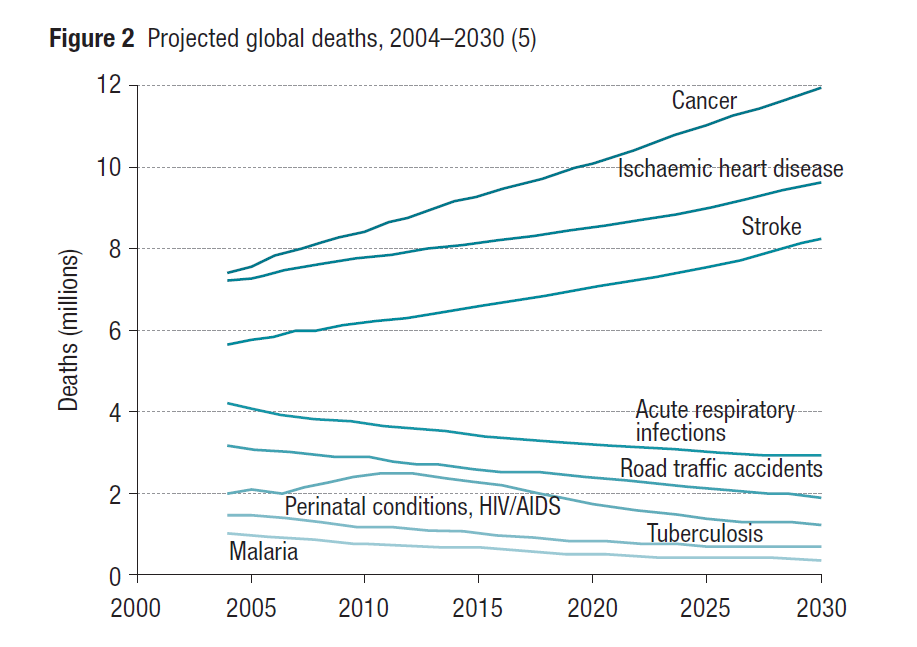 Figure 2 Projected global deaths, 2004–2030 (5)
12
Cancer
10
Ischaemic heart disease
Stroke
8
Deaths (millions)
6
4
Acute respiratory
infections
Road traffic accidents
2
Perinatal conditions, HIV/AIDS
Tuberculosis
Malaria
0
2000 2005 2010 2015 2020 2025 2030